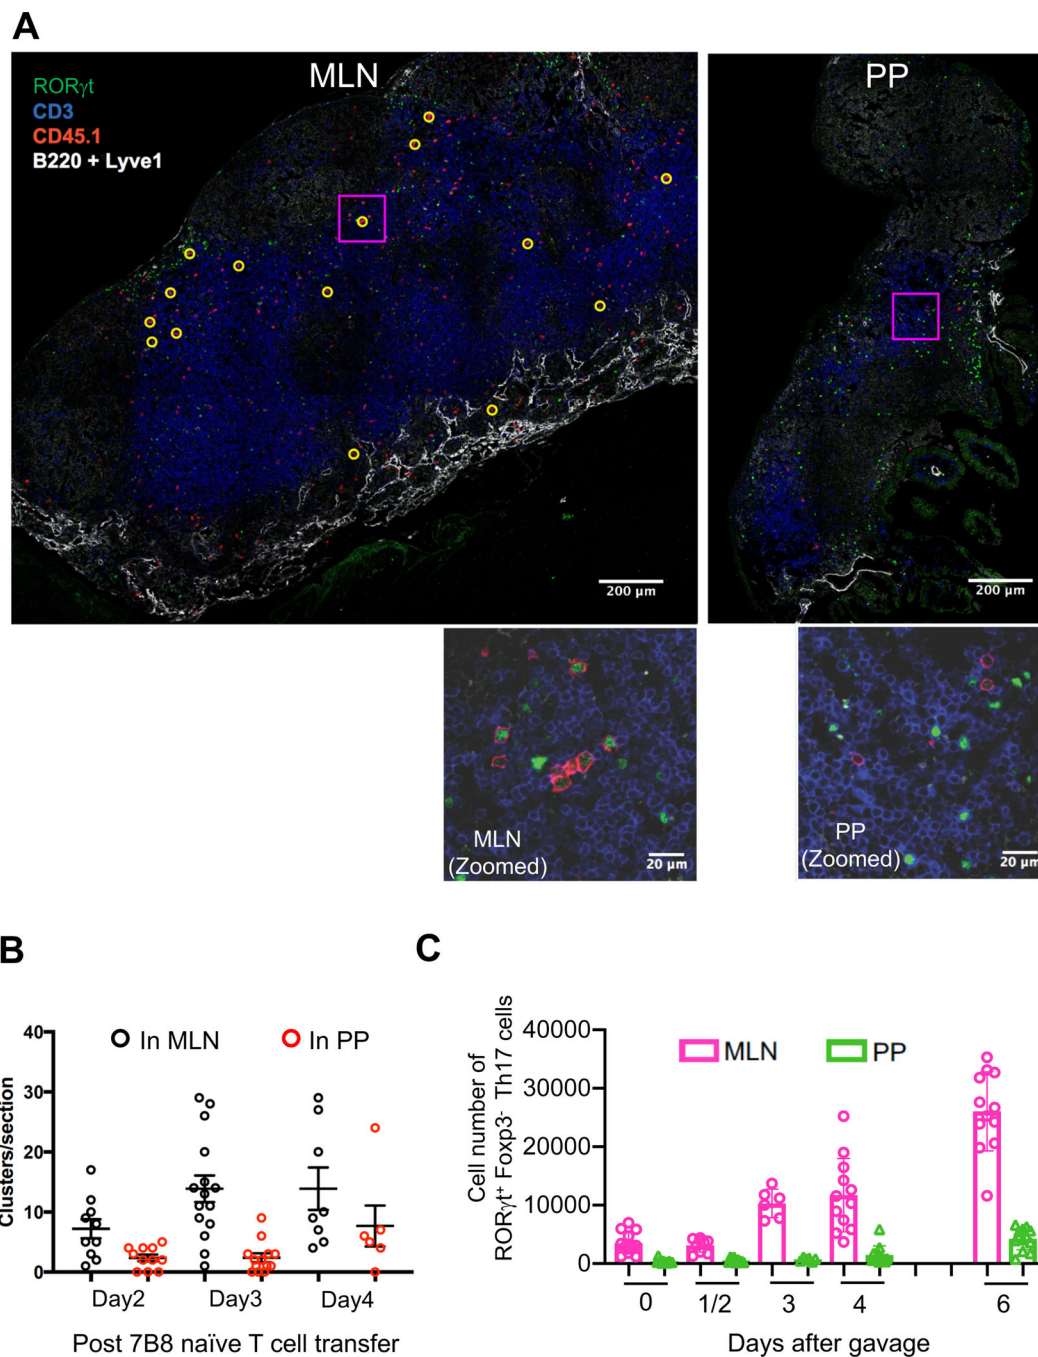 A
MLN
PP
RORγt
CD3
CD45.1
B220 + Lyve1
200 μm
200 μm
MLN
(Zoomed)
20 μm
PP
(Zoomed)
20 μm
B
C
Clusters/section
40
30
20
10
0
In MLN
In PP
Day2
Day3
Day4
Post 7B8 naïve T cell transfer
Cell number of
RORγt⁺ Foxp3⁻ Th17 cells
40000
30000
20000
10000
0
MLN
PP
0
1/2
3
4
6
Days after gavage